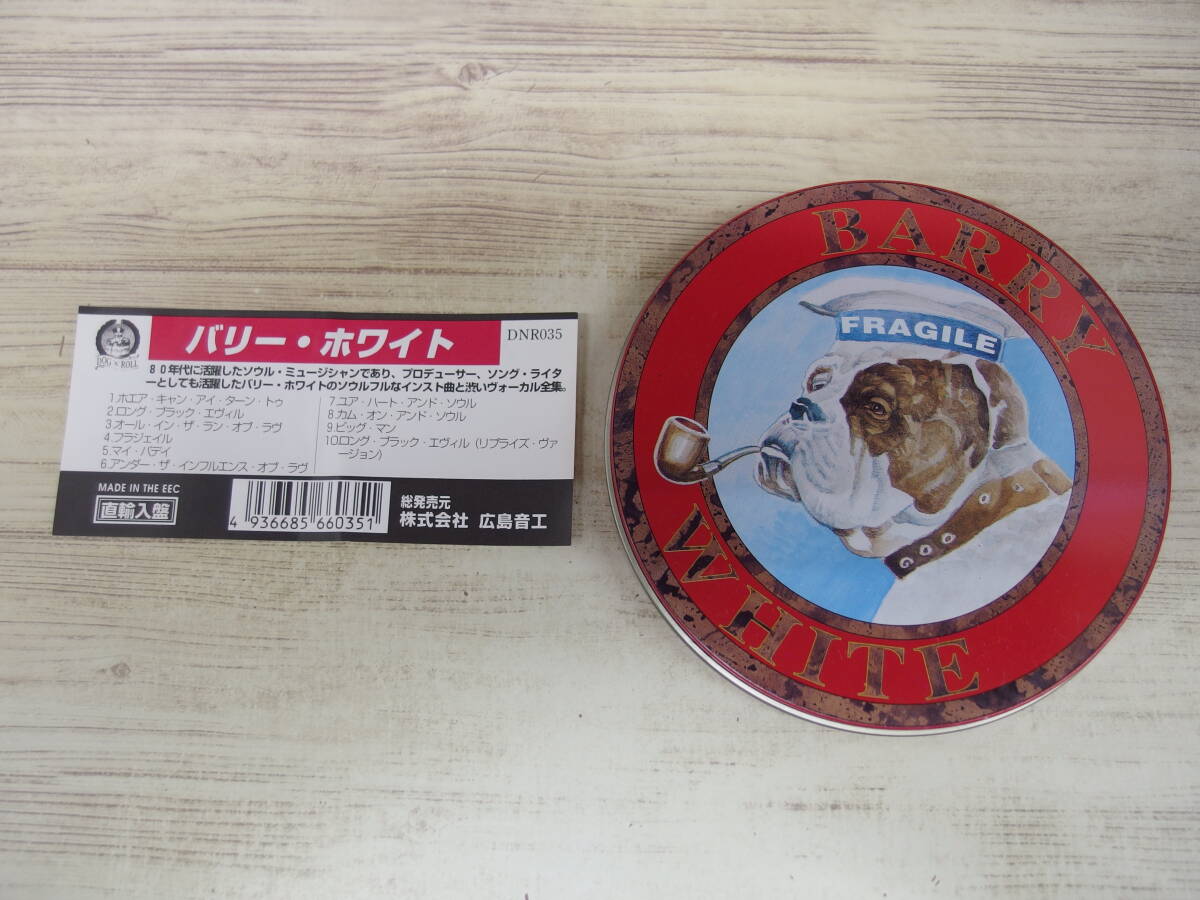 バリー・ホワイト
DNR035
DOG'N'ROLL
80年代に活躍したソウル・ミュージシャンであり、プロデューサー、ソング・ライタ
ーとしても活躍したバリー・ホワイトのソウルフルなインスト曲と渋いヴォーカル全集。
1.ホエア・キャン・アイ・ターン・トゥ
2.ロング・ブラック・エヴィル
3.オール・イン・ザ・ラン・オブ・ラヴ
4.フラジェイル
5.マイ・バディ
6.アンダー・ザ・インフルエンス・オブ・ラヴ
7.ユア・ハート・アンド・ソウル
8.カム・オン・アンド・ソウル
9.ビッグ・マン
10.ロング・ブラック・エヴィル(リプライズ・ヴァ
ージョン)
MADE IN THE EEC
直輸入盤
4 936685 660351
総発売元
株式会社 広島音工
BARRY
FRAGILE
WHITE